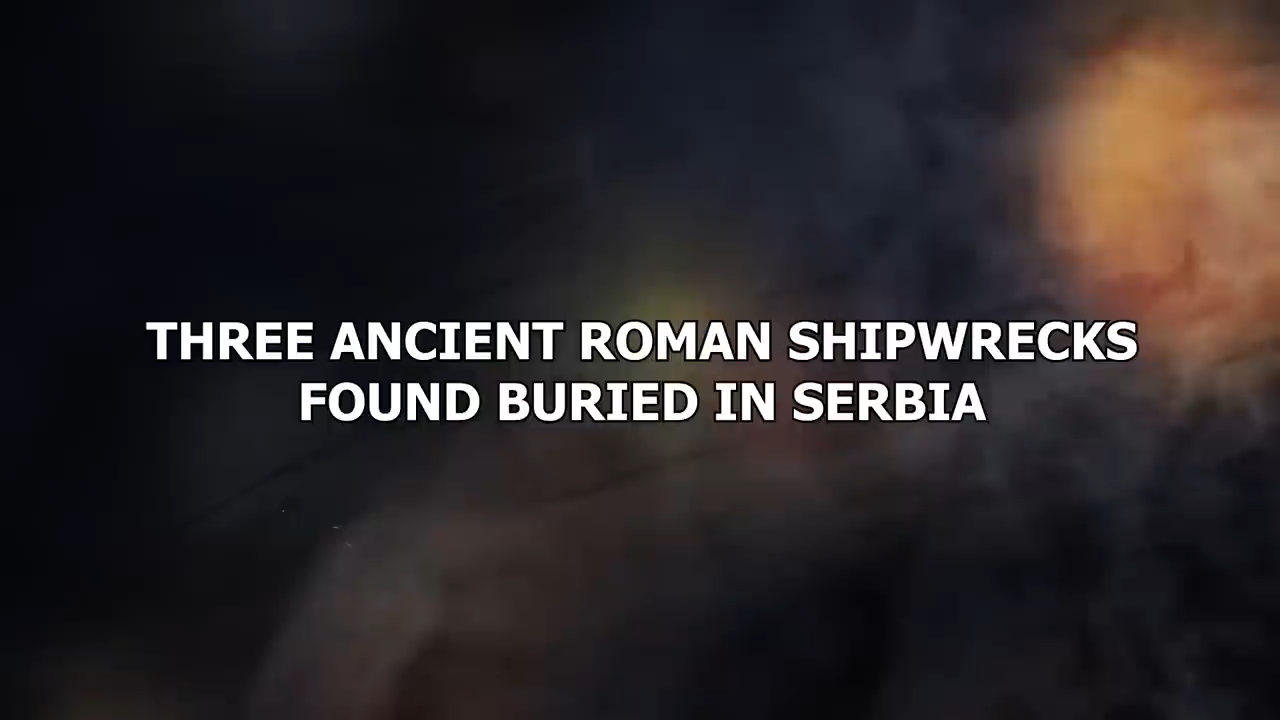 THREE ANCIENT ROMAN SHIPWRECKS
FOUND BURIED IN SERBIA